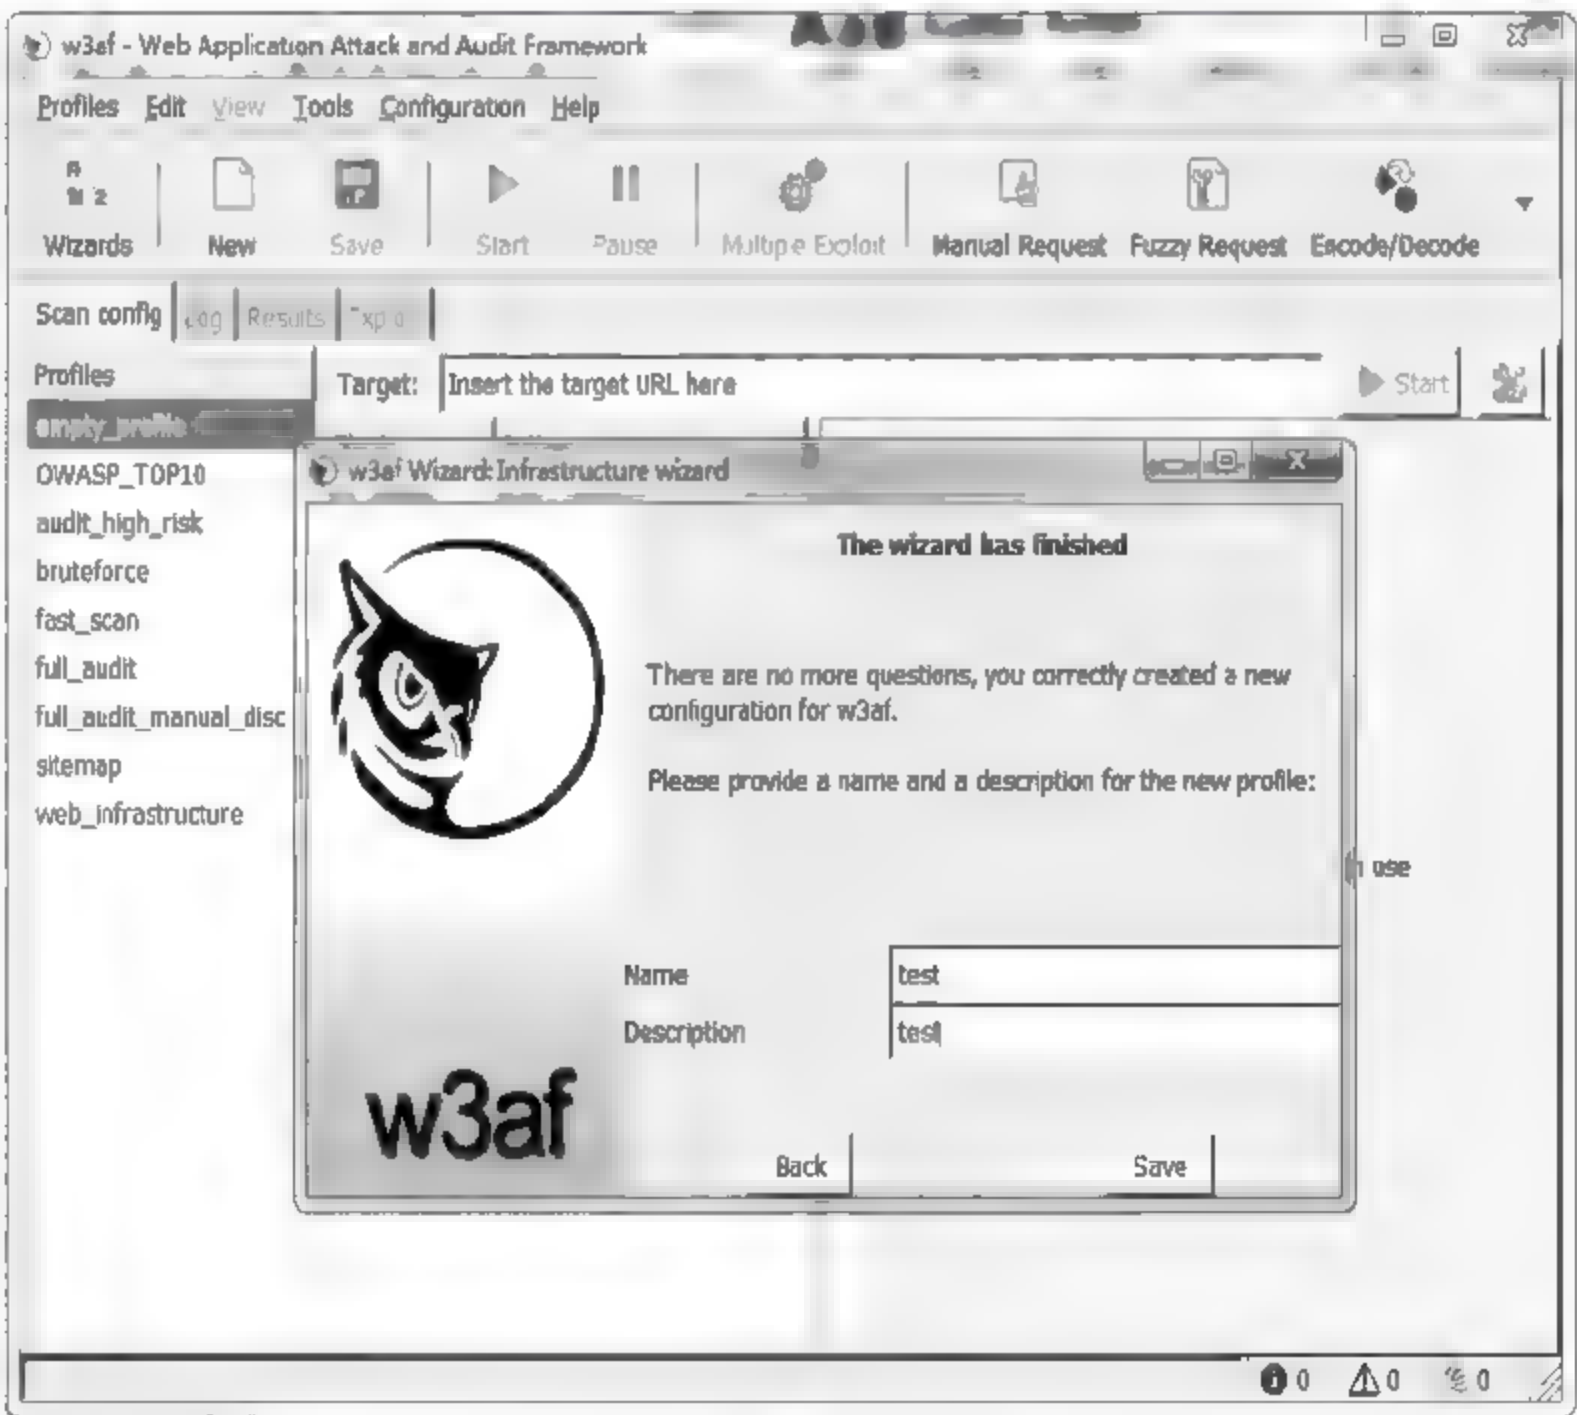 w3af - Web Application Attack and Audit Framework
Profiles Edit View Tools Configuration Help
Wizards New Save Start Pause Multiple Exploit Manual Request Fuzzy Request Encode/Decode
Scan config Log Results
Profiles
Target: Insert the target URL here Start
empty_profile
OWASP_TOP10
audit_high_risk
bruteforce
fast_scan
full_audit
full_audit_manual_disc
sitemap
web_infrastructure
w3af Wizard: Infrastructure wizard
The wizard has finished
There are no more questions, you correctly created a new
configuration for w3af.
Please provide a name and a description for the new profile:
use
Name test
Description test
w3af
Back Save
0 0 0